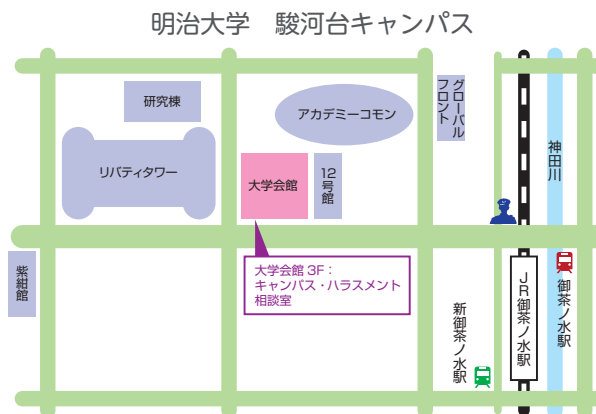 明治大学　駿河台キャンパス
研究棟
アカデミーコモン
グローバル
フロント
リバティタワー
大学会館
12
号
館
神田川
紫紺館
大学会館 3F：
キャンパス・ハラスメント
相談室
新御茶ノ水駅
JR御茶ノ水駅
御茶ノ水駅